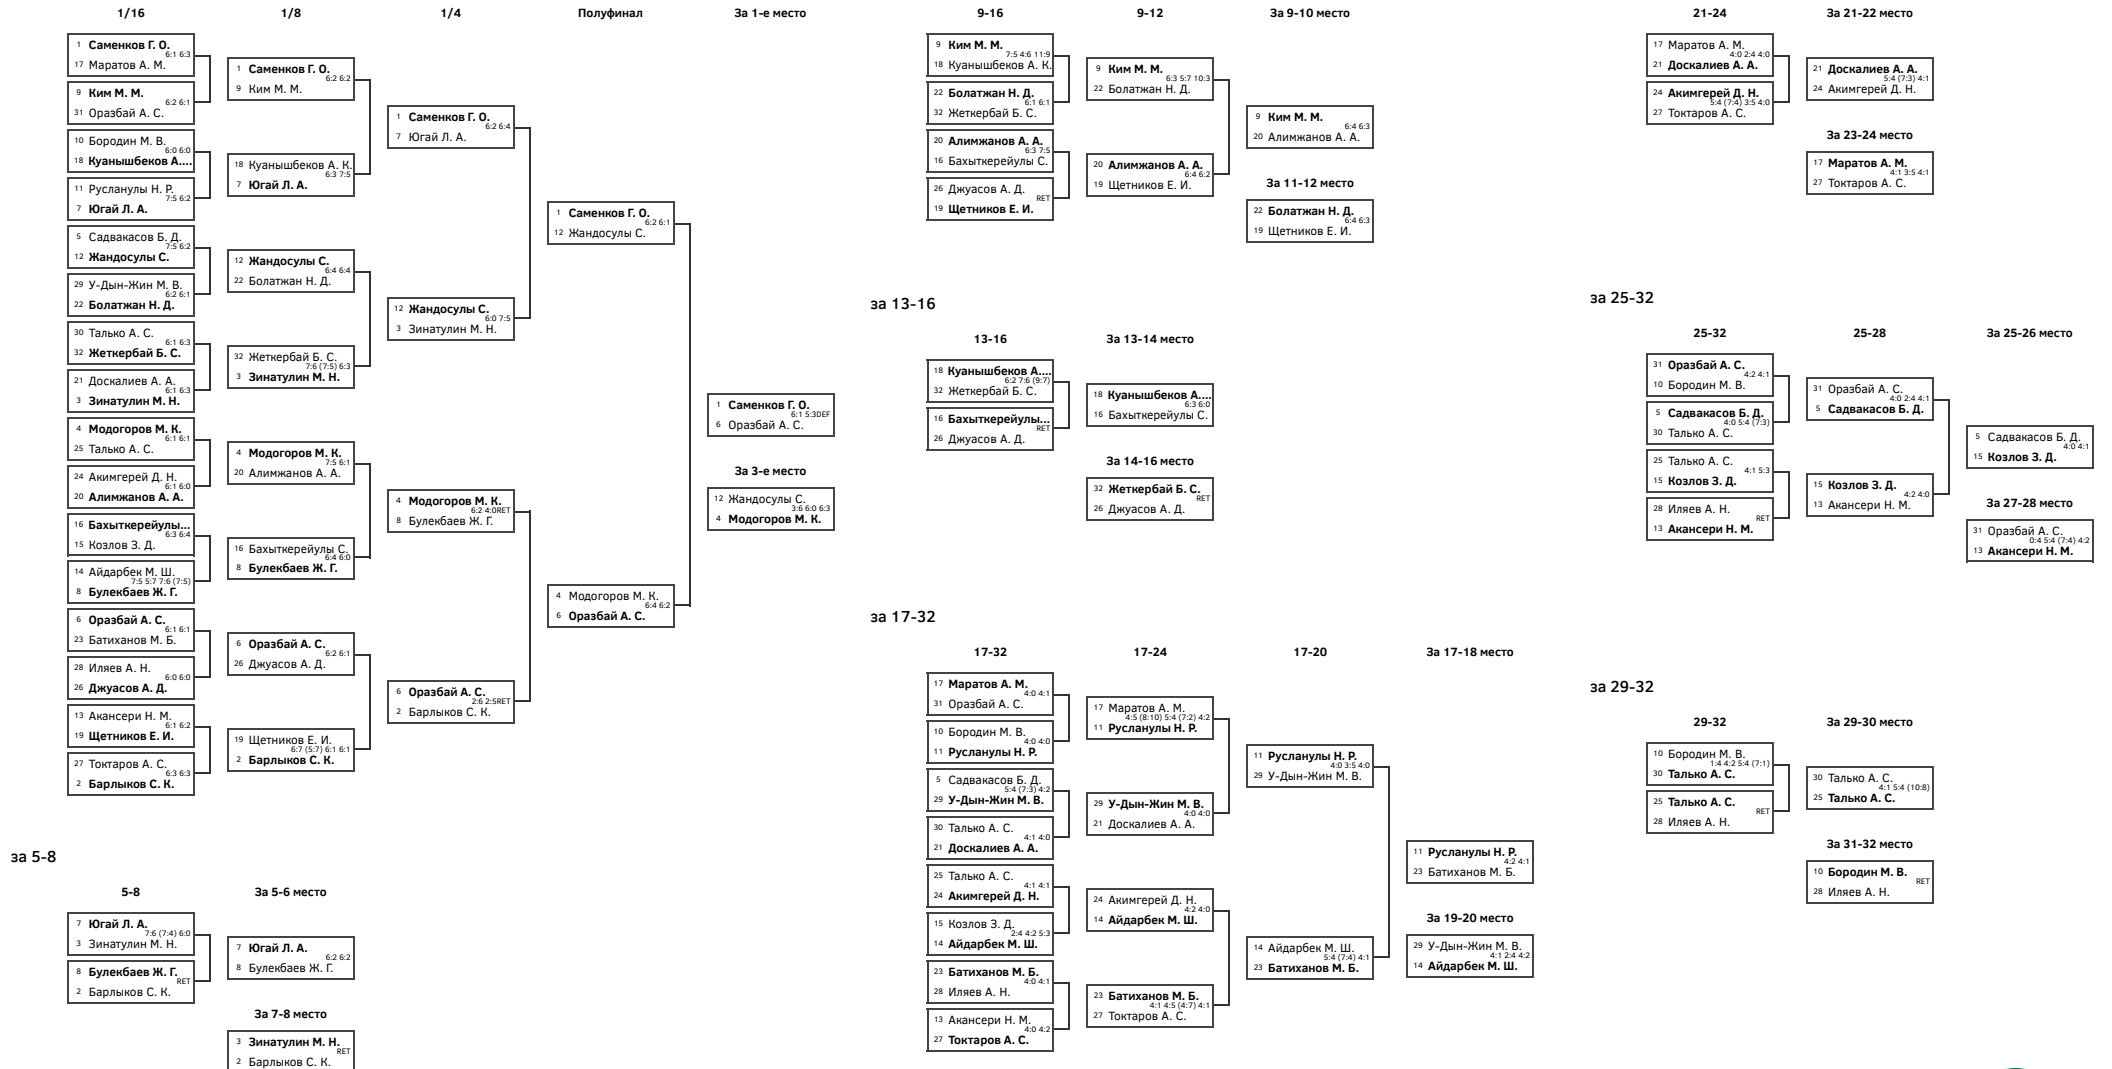 1/16
1 Саменков Г. О.
6:1 6:3
17 Маратов А. М.
9 Ким М. М.
6:2 6:1
31 Оразбай А. С.
10 Бородин М. В.
6:0 6:0
18 Куанышбеков А....
11 Русланулы Н. Р.
7:5 6:2
7 Югай Л. А.
5 Садвакасов Б. Д.
7:5 6:2
12 Жандосулы С.
29 У-Дын-Жин М. В.
6:2 6:1
22 Болатжан Н. Д.
30 Талько А. С.
6:1 6:3
32 Жеткербай Б. С.
21 Доскалиев А. А.
6:1 6:3
3 Зинатулин М. Н.
4 Модогоров М. К.
6:1 6:1
25 Талько А. С.
24 Акимгерей Д. Н.
6:1 6:0
20 Алимжанов А. А.
16 Бахыткерейулы...
6:3 6:4
15 Козлов З. Д.
14 Айдарбек М. Ш.
7:5 5:7 7:6 (7:5)
8 Булекбаев Ж. Г.
6 Оразбай А. С.
6:1 6:1
23 Батиханов М. Б.
28 Иляев А. Н.
6:0 6:0
26 Джуасов А. Д.
13 Акансери Н. М.
6:1 6:2
19 Щетников Е. И.
27 Токтаров А. С.
6:3 6:3
2 Барлыков С. К.
1/8
1 Саменков Г. О.
6:2 6:2
9 Ким М. М.
18 Куанышбеков А. К.
6:3 7:5
7 Югай Л. А.
12 Жандосулы С.
6:4 6:4
22 Болатжан Н. Д.
32 Жеткербай Б. С.
7:6 (7:5) 6:3
3 Зинатулин М. Н.
4 Модогоров М. К.
7:5 6:1
20 Алимжанов А. А.
16 Бахыткерейулы С.
6:4 6:0
8 Булекбаев Ж. Г.
6 Оразбай А. С.
6:2 6:1
26 Джуасов А. Д.
19 Щетников Е. И.
6:7 (5:7) 6:1 6:1
2 Барлыков С. К.
1/4
1 Саменков Г. О.
6:2 6:4
7 Югай Л. А.
12 Жандосулы С.
6:0 7:5
3 Зинатулин М. Н.
4 Модогоров М. К.
6:2 4:0RET
8 Булекбаев Ж. Г.
6 Оразбай А. С.
2:6 2:5RET
2 Барлыков С. К.
Полуфинал
1 Саменков Г. О.
6:2 6:1
12 Жандосулы С.
4 Модогоров М. К.
6:4 6:2
6 Оразбай А. С.
За 1-е место
1 Саменков Г. О.
6:1 5:3DEF
6 Оразбай А. С.
За 3-е место
12 Жандосулы С.
3:6 6:0 6:3
4 Модогоров М. К.
за 5-8
5-8
7 Югай Л. А.
7:6 (7:4) 6:0
3 Зинатулин М. Н.
8 Булекбаев Ж. Г.
RET
2 Барлыков С. К.
За 5-6 место
7 Югай Л. А.
6:2 6:2
8 Булекбаев Ж. Г.
За 7-8 место
3 Зинатулин М. Н.
RET
2 Барлыков С. К.
9-16
9 Ким М. М.
7:5 4:6 11:9
18 Куанышбеков А. К.
22 Болатжан Н. Д.
6:1 6:1
32 Жеткербай Б. С.
20 Алимжанов А. А.
6:3 7:5
16 Бахыткерейулы С.
26 Джуасов А. Д.
RET
19 Щетников Е. И.
9-12
9 Ким М. М.
6:3 5:7 10:3
22 Болатжан Н. Д.
20 Алимжанов А. А.
6:4 6:2
19 Щетников Е. И.
За 9-10 место
9 Ким М. М.
6:4 6:3
20 Алимжанов А. А.
За 11-12 место
22 Болатжан Н. Д.
6:4 6:3
19 Щетников Е. И.
за 13-16
13-16
18 Куанышбеков А....
6:2 7:6 (9:7)
32 Жеткербай Б. С.
16 Бахыткерейулы...
RET
26 Джуасов А. Д.
За 13-14 место
18 Куанышбеков А....
6:3 6:0
16 Бахыткерейулы С.
За 14-16 место
32 Жеткербай Б. С.
RET
26 Джуасов А. Д.
за 17-32
17-32
17 Маратов А. М.
4:0 4:1
31 Оразбай А. С.
10 Бородин М. В.
4:0 4:0
11 Русланулы Н. Р.
5 Садвакасов Б. Д.
5:4 (7:3) 4:2
29 У-Дын-Жин М. В.
30 Талько А. С.
4:1 4:0
21 Доскалиев А. А.
25 Талько А. С.
4:1 4:1
24 Акимгерей Д. Н.
15 Козлов З. Д.
2:4 4:2 5:3
14 Айдарбек М. Ш.
23 Батиханов М. Б.
4:0 4:1
28 Иляев А. Н.
13 Акансери Н. М.
4:0 4:2
27 Токтаров А. С.
17-24
17 Маратов А. М.
4:5 (8:10) 5:4 (7:2) 4:2
11 Русланулы Н. Р.
29 У-Дын-Жин М. В.
4:0 4:0
21 Доскалиев А. А.
24 Акимгерей Д. Н.
4:2 4:0
14 Айдарбек М. Ш.
23 Батиханов М. Б.
4:1 4:5 (4:7) 4:1
27 Токтаров А. С.
17-20
11 Русланулы Н. Р.
4:0 3:5 4:0
29 У-Дын-Жин М. В.
14 Айдарбек М. Ш.
5:4 (7:4) 4:1
23 Батиханов М. Б.
За 17-18 место
11 Русланулы Н. Р.
4:2 4:1
23 Батиханов М. Б.
За 19-20 место
29 У-Дын-Жин М. В.
4:1 2:4 4:2
14 Айдарбек М. Ш.
21-24
17 Маратов А. М.
4:0 2:4 4:0
21 Доскалиев А. А.
24 Акимгерей Д. Н.
5:4 (7:4) 3:5 4:0
27 Токтаров А. С.
За 21-22 место
21 Доскалиев А. А.
5:4 (7:3) 4:1
24 Акимгерей Д. Н.
За 23-24 место
17 Маратов А. М.
4:1 3:5 4:1
27 Токтаров А. С.
за 25-32
25-32
31 Оразбай А. С.
4:2 4:1
10 Бородин М. В.
5 Садвакасов Б. Д.
4:0 5:4 (7:3)
30 Талько А. С.
25 Талько А. С.
4:1 5:3
15 Козлов З. Д.
28 Иляев А. Н.
RET
13 Акансери Н. М.
25-28
31 Оразбай А. С.
4:0 2:4 4:1
5 Садвакасов Б. Д.
15 Козлов З. Д.
4:2 4:0
13 Акансери Н. М.
За 25-26 место
5 Садвакасов Б. Д.
4:0 4:1
15 Козлов З. Д.
За 27-28 место
31 Оразбай А. С.
0:4 5:4 (7:4) 4:2
13 Акансери Н. М.
за 29-32
29-32
10 Бородин М. В.
1:4 4:2 5:4 (7:1)
30 Талько А. С.
25 Талько А. С.
RET
28 Иляев А. Н.
За 29-30 место
30 Талько А. С.
4:1 5:4 (10:8)
25 Талько А. С.
За 31-32 место
10 Бородин М. В.
RET
28 Иляев А. Н.